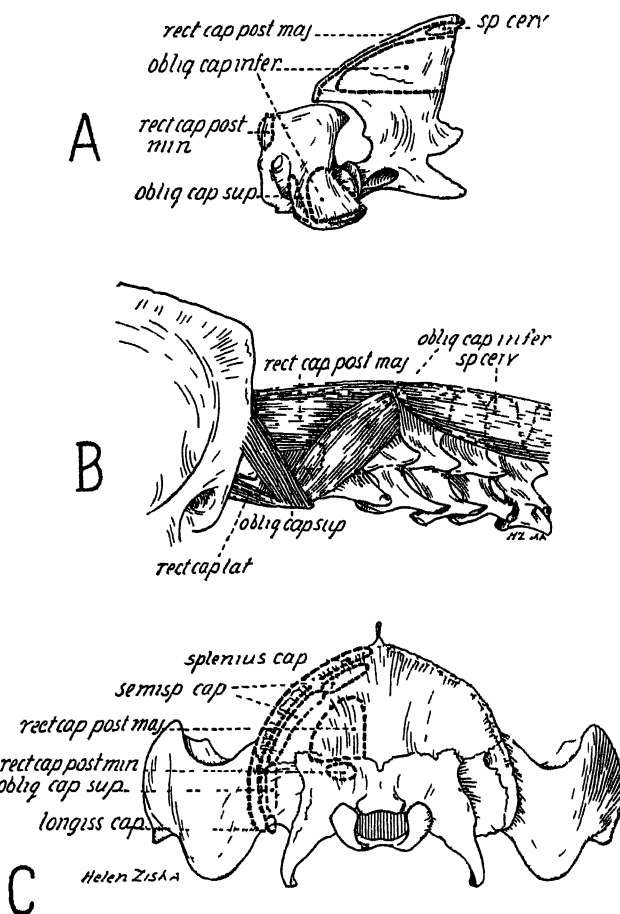 rect cap post maj
sp cerv
obliq cap infer
rect cap post
min
obliq cap sup
A
obliq cap infer
rect cap post maj
sp cerv
B
obliq cap sup
rect cap lat
splenius cap
semisp cap
rect cap post maj
rect cap post min
obliq cap sup
longiss cap
Helen Ziska
C